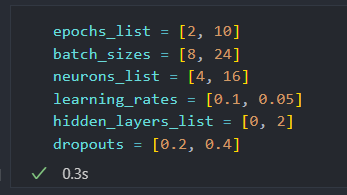 epochs_list = [2, 10]
batch_sizes = [8, 24]
neurons_list = [4, 16]
learning_rates = [0.1, 0.05]
hidden_layers_list = [0, 2]
dropouts = [0.2, 0.4]
✓ 0.3s